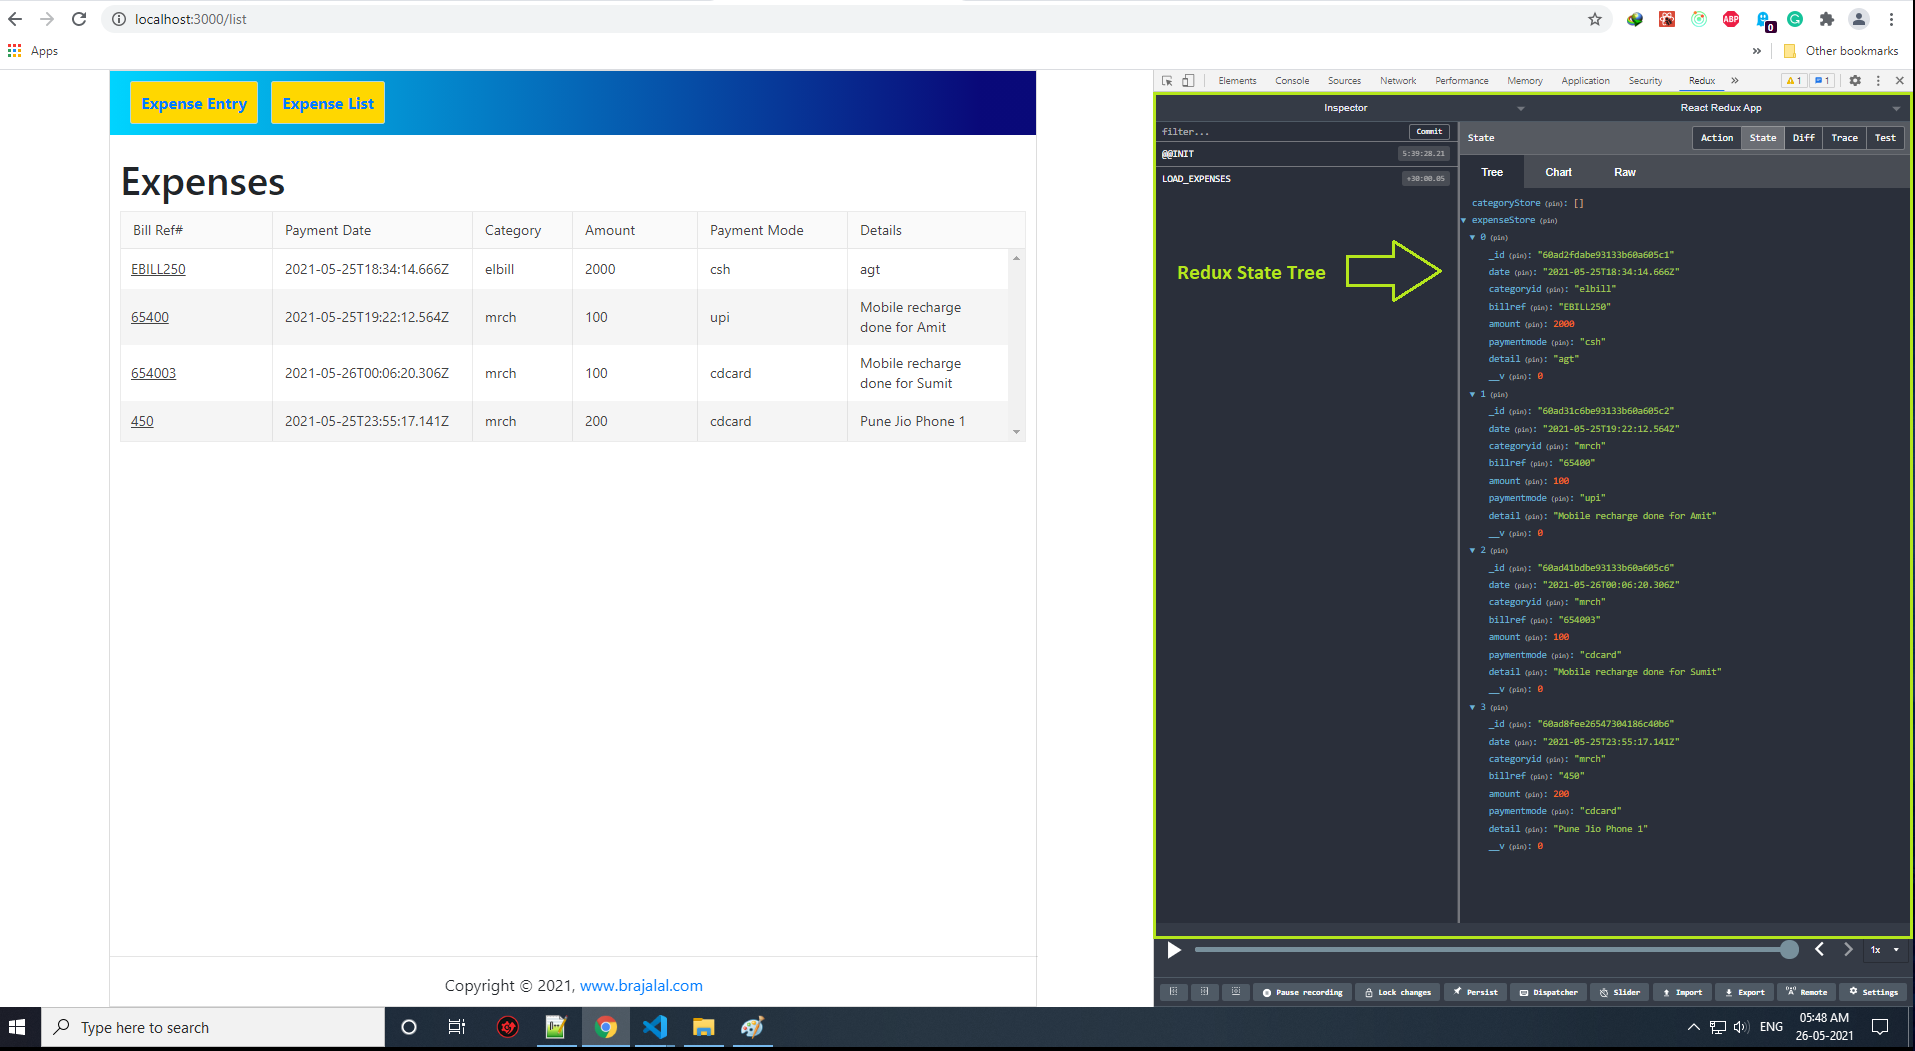 localhost:3000/list
ABP
0
Apps
»
Other bookmarks
Expense Entry
Expense List
Expenses
Bill Ref# Payment Date Category Amount Payment Mode Details
EBILL250 2021-05-25T18:34:14.666Z elbill 2000 csh agt
65400 2021-05-25T19:22:12.564Z mrch 100 upi Mobile recharge
done for Amit
654003 2021-05-26T00:06:20.306Z mrch 100 cdcard Mobile recharge
done for Sumit
450 2021-05-25T23:55:17.141Z mrch 200 cdcard Pune Jio Phone 1
Copyright © 2021, www.brajalal.com
Elements Console Sources Network Performance Memory Application Security Redux » 1 1
Inspector
React Redux App
filter... Commit
@@INIT 5:39:28.21
LOAD_EXPENSES +30:00.05
Redux State Tree
State Action State Diff Trace Test
Tree Chart Raw
categoryStore (pin): []
expenseStore (pin)
0 (pin)
_id (pin): "60ad2fdabe93133b60a605c1"
date (pin): "2021-05-25T18:34:14.666Z"
categoryid (pin): "elbill"
billref (pin): "EBILL250"
amount (pin): 2000
paymentmode (pin): "csh"
detail (pin): "agt"
__v (pin): 0
1 (pin)
_id (pin): "60ad31c6be93133b60a605c2"
date (pin): "2021-05-25T19:22:12.564Z"
categoryid (pin): "mrch"
billref (pin): "65400"
amount (pin): 100
paymentmode (pin): "upi"
detail (pin): "Mobile recharge done for Amit"
__v (pin): 0
2 (pin)
_id (pin): "60ad41bdbe93133b60a605c6"
date (pin): "2021-05-26T00:06:20.306Z"
categoryid (pin): "mrch"
billref (pin): "654003"
amount (pin): 100
paymentmode (pin): "cdcard"
detail (pin): "Mobile recharge done for Sumit"
__v (pin): 0
3 (pin)
_id (pin): "60ad8fee26547304186c40b6"
date (pin): "2021-05-25T23:55:17.141Z"
categoryid (pin): "mrch"
billref (pin): "450"
amount (pin): 200
paymentmode (pin): "cdcard"
detail (pin): "Pune Jio Phone 1"
__v (pin): 0
1x
Pause recording Lock changes Persist Dispatcher Slider Import Export Remote Settings
Type here to search
ENG
05:48 AM
26-05-2021